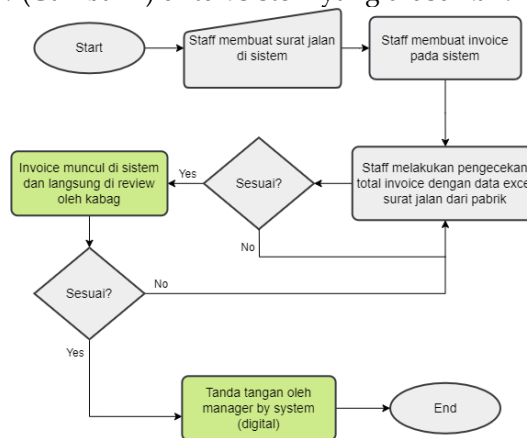 Start
Staff membuat surat jalan
di sistem
Staff membuat invoice
pada sistem
Staff melakukan pengecekan
total invoice dengan data exce
surat jalan dari pabrik
Sesuai?
Yes
No
Invoice muncul di sistem
dan langsung di review
oleh kabag
Sesuai?
No
Yes
Tanda tangan oleh
manager by system
(digital)
End